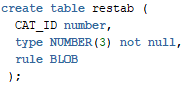 create table restab (
CAT_ID number,
type NUMBER(3) not null,
rule BLOB
);